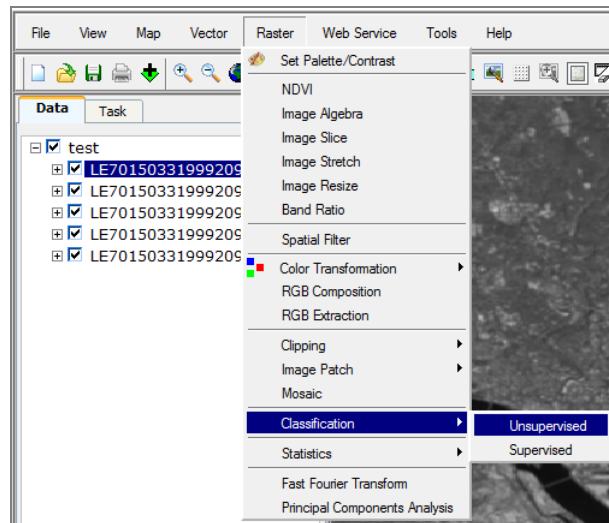 File View Map Vector Raster Web Service Tools Help
Set Palette/Contrast
NDVI
Image Algebra
Image Slice
Image Stretch
Image Resize
Band Ratio
Spatial Filter
Color Transformation
RGB Composition
RGB Extraction
Clipping
Image Patch
Mosaic
Classification
Unsupervised
Supervised
Statistics
Fast Fourier Transform
Principal Components Analysis
Data Task
test
LE70150331999209
LE70150331999209
LE70150331999209
LE70150331999209
LE70150331999209